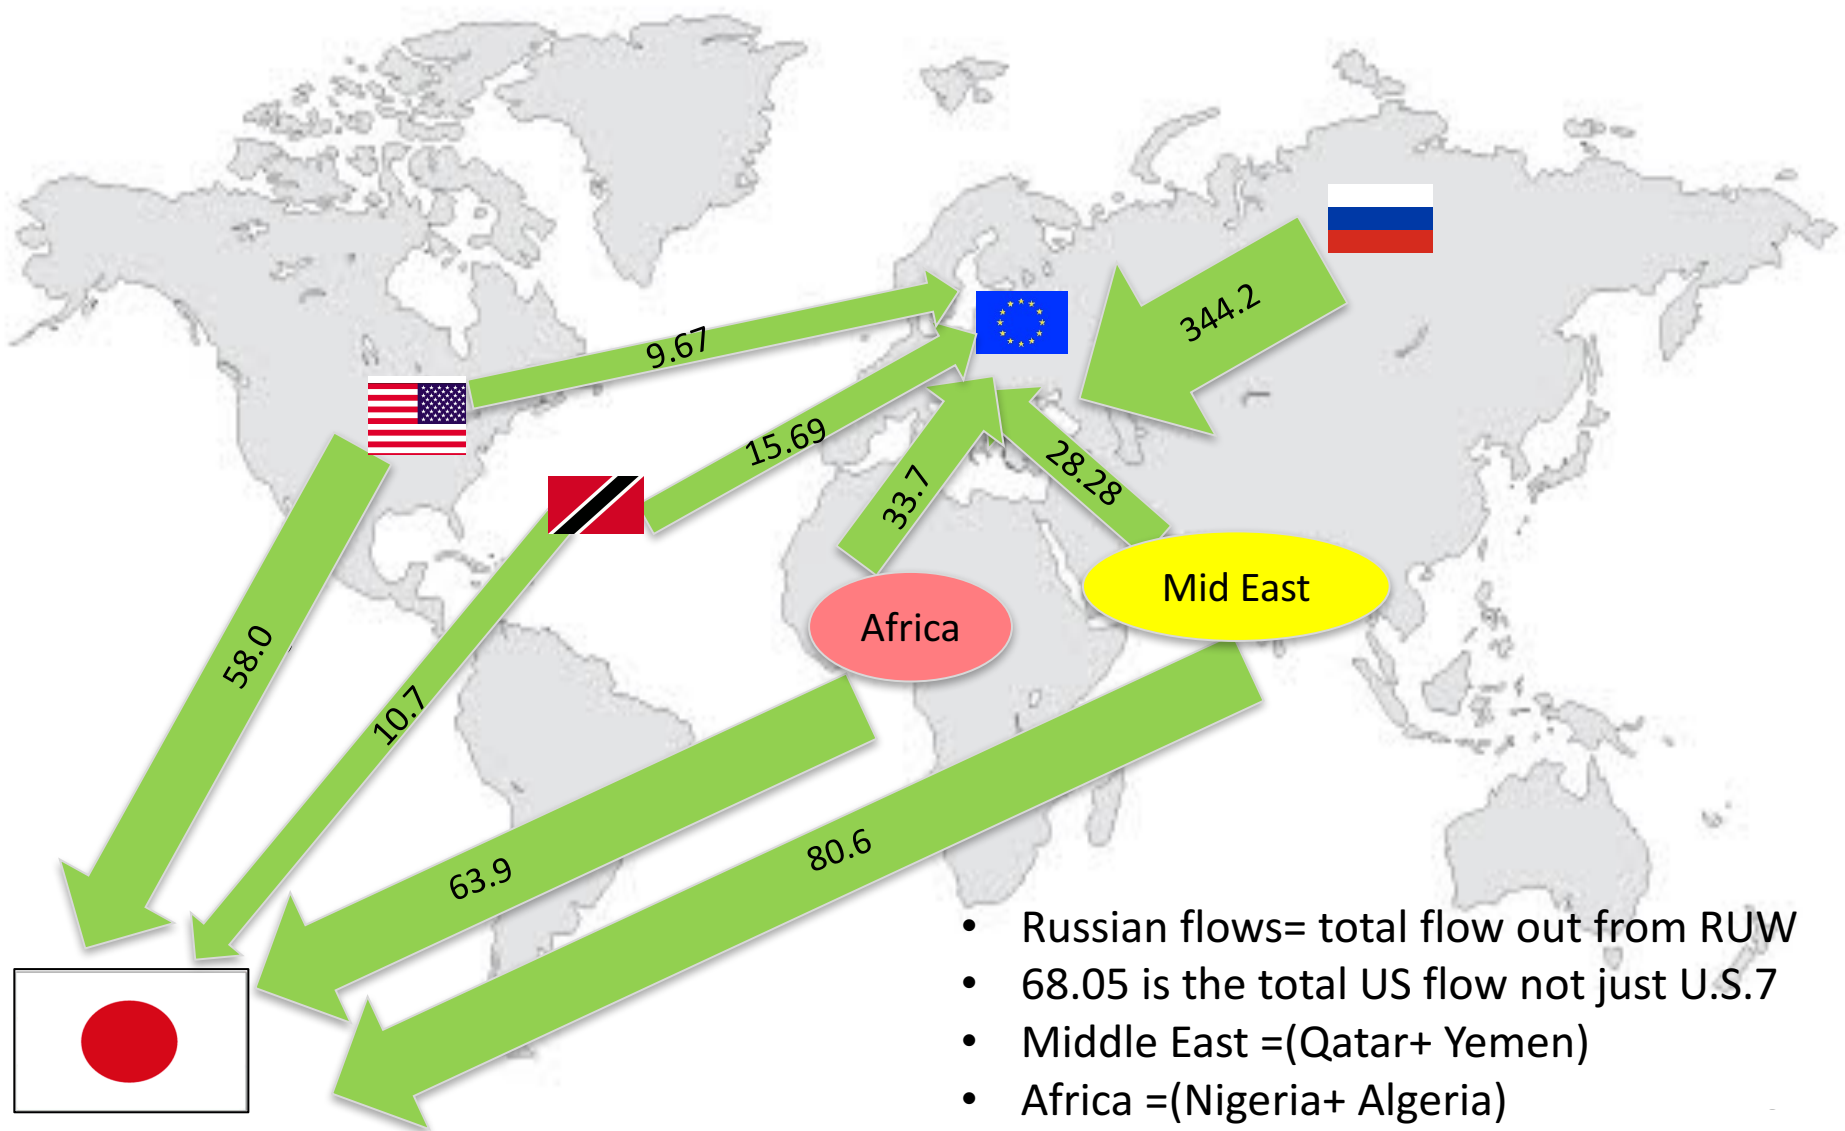 344.2
9.67
15.69
33.7
28.28
Mid East
Africa
58.0
10.7
63.9
80.6
• Russian flows= total flow out from RUW
• 68.05 is the total US flow not just U.S.7
• Middle East =(Qatar+ Yemen)
• Africa =(Nigeria+ Algeria)